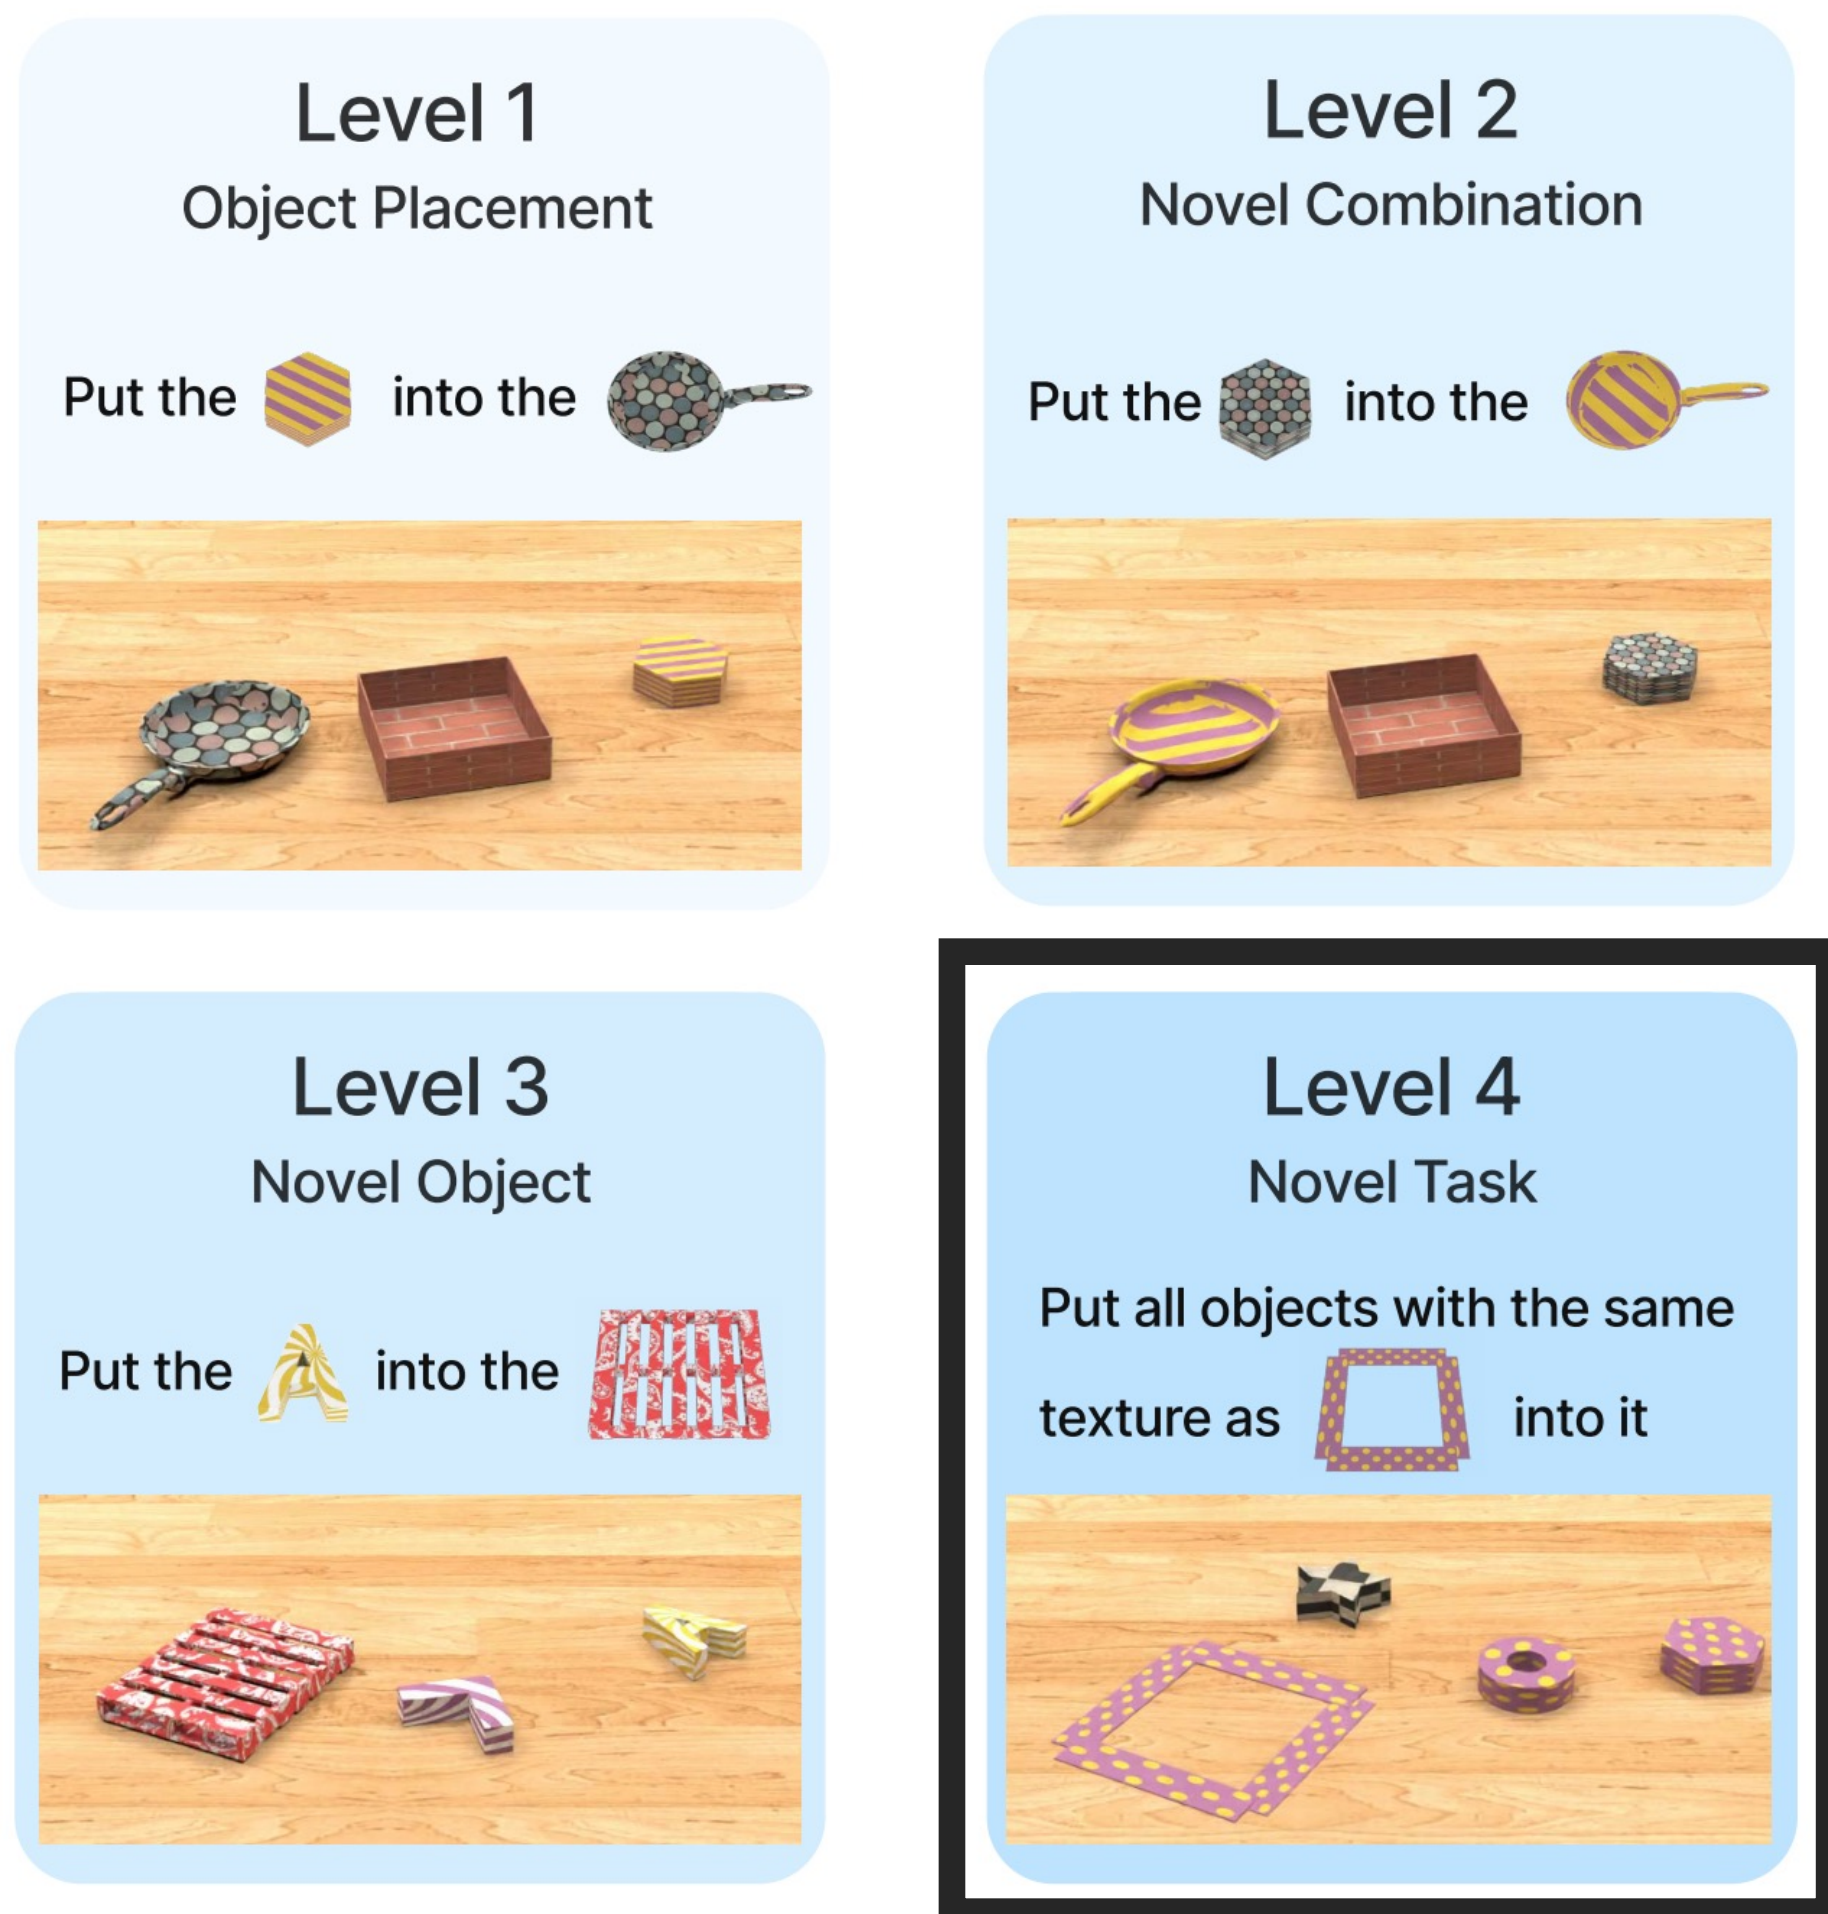 Level 1
Object Placement
Put the into the
Level 2
Novel Combination
Put the into the
Level 3
Novel Object
Put the into the
Level 4
Novel Task
Put all objects with the same
texture as into it